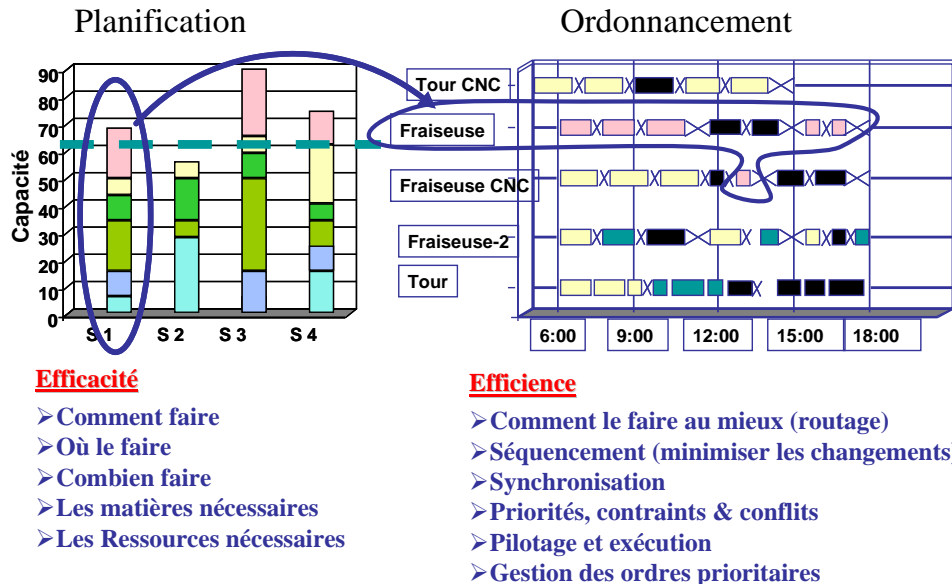 Planification
Ordonnancement
Capacité
90
80
70
60
50
40
30
20
10
0
S 1
S 2
S 3
S 4
Tour CNC
Fraiseuse
Fraiseuse CNC
Fraiseuse-2
Tour
6:00
9:00
12:00
15:00
18:00
Efficacité
➢Comment faire
➢Où le faire
➢Combien faire
➢Les matières nécessaires
➢Les Ressources nécessaires
Efficience
➢Comment le faire au mieux (routage)
➢Séquencement (minimiser les changements)
➢Synchronisation
➢Priorités, contraints & conflits
➢Pilotage et exécution
➢Gestion des ordres prioritaires